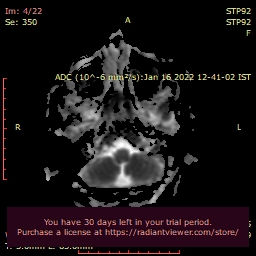 Im: 4/22
Se: 350
STP92
STP92
F
A
ADC (10^-6 mm²/s):Jan 16 2022 12-41-02 IST
R
L
You have 30 days left in your trial period.
Purchase a license at https://radiantviewer.com/store/